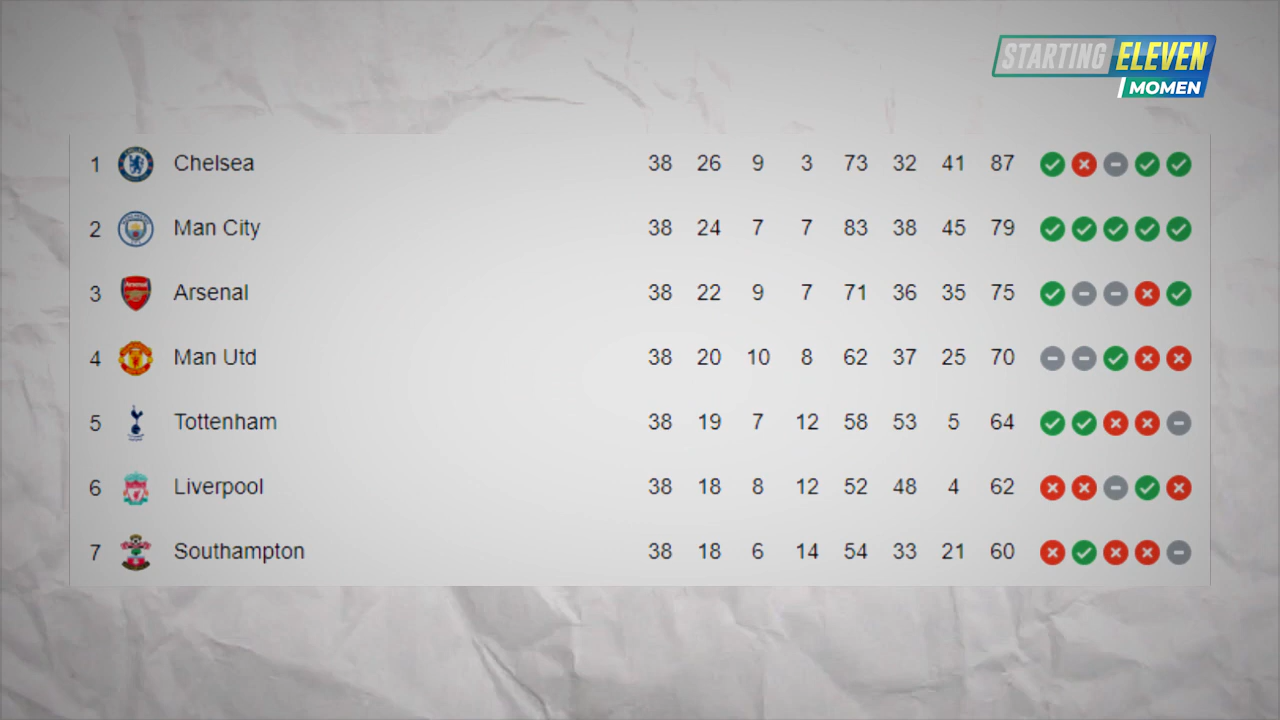 STARTING ELEVEN
MOMEN
1 Chelsea 38 26 9 3 73 32 41 87
2 Man City 38 24 7 7 83 38 45 79
3 Arsenal 38 22 9 7 71 36 35 75
4 Man Utd 38 20 10 8 62 37 25 70
5 Tottenham 38 19 7 12 58 53 5 64
6 Liverpool 38 18 8 12 52 48 4 62
7 Southampton 38 18 6 14 54 33 21 60